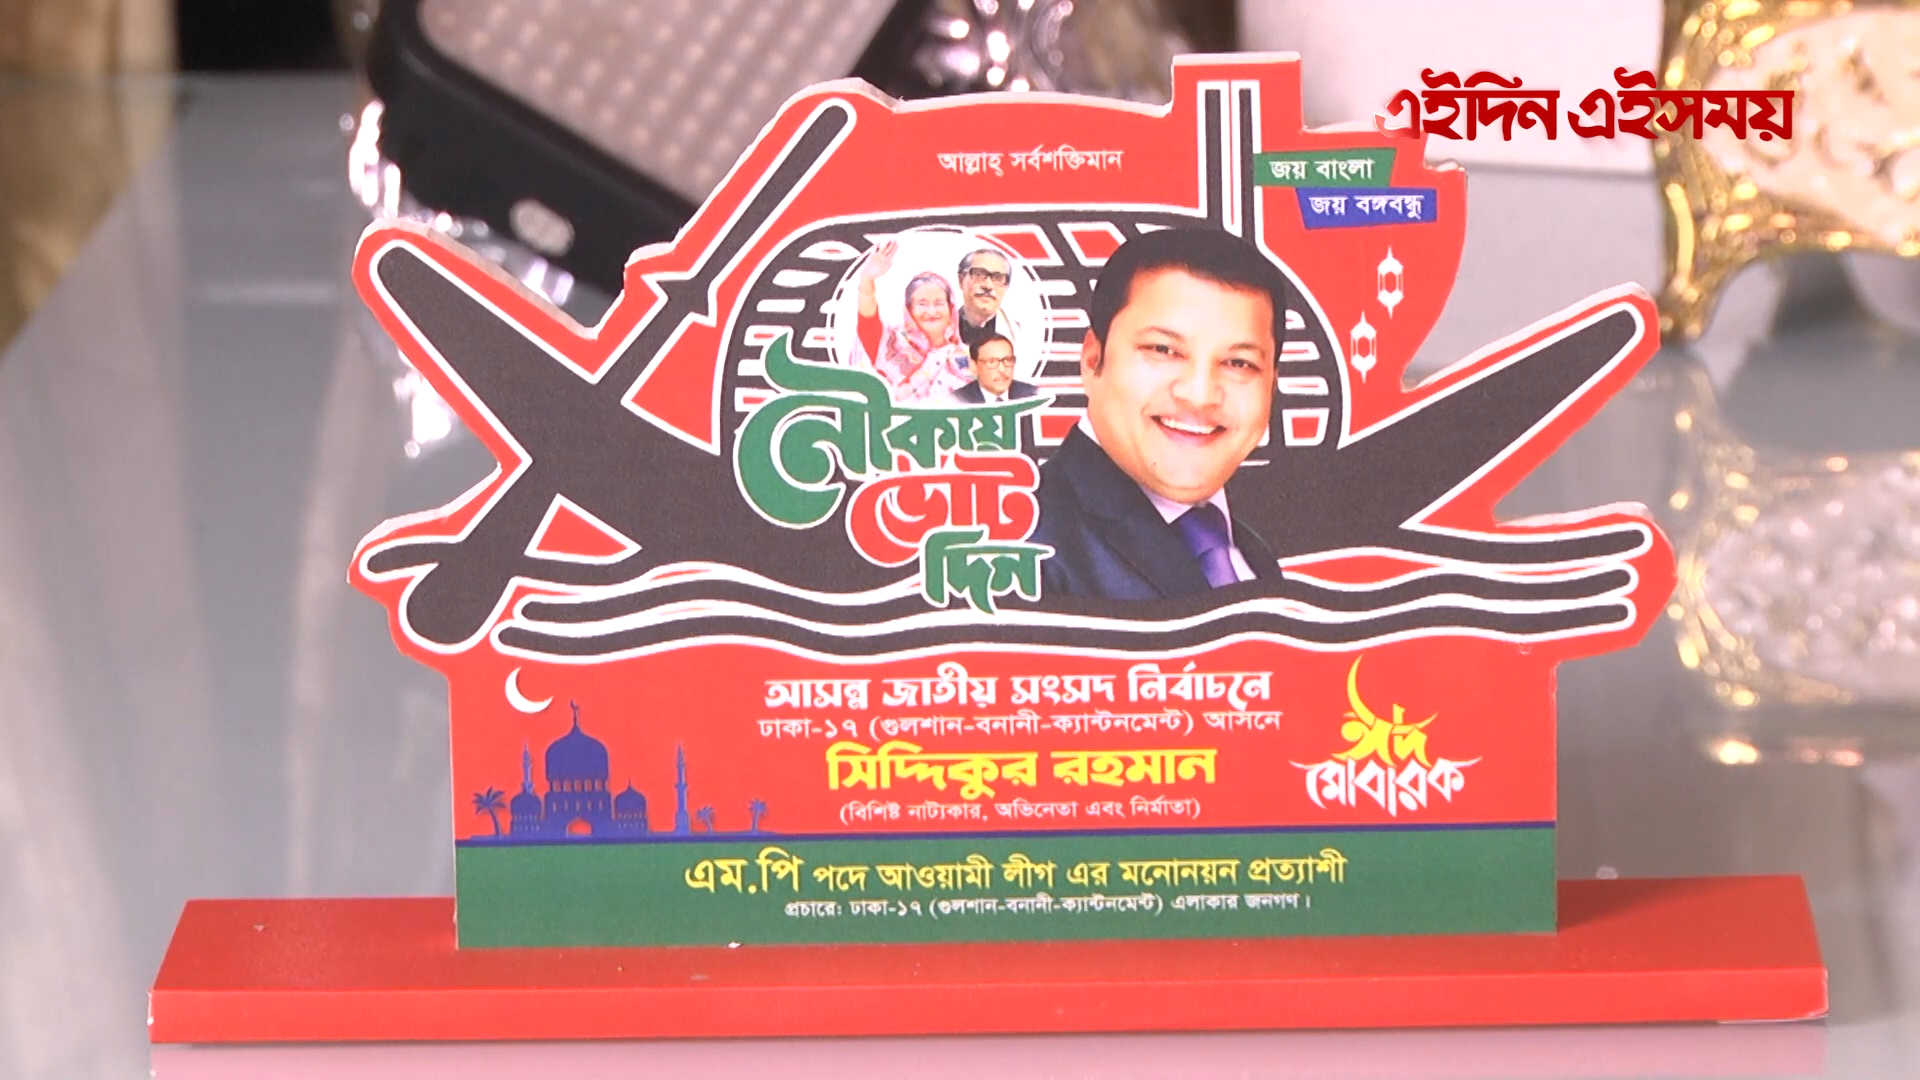 এইদিন এইসময়
আল্লাহ্ সর্বশক্তিমান
জয় বাংলা
জয় বঙ্গবন্ধু
নৌকায়
ভোট
দিন
আসন্ন জাতীয় সংসদ নির্বাচনে
ঢাকা-১৭ (গুলশান-বনানী-ক্যান্টনমেন্ট) আসনে
সিদ্দিকুর রহমান
(বিশিষ্ট নাট্যকার, অভিনেতা এবং নির্মাতা)
ঈদ
মোবারক
এম.পি পদে আওয়ামী লীগ এর মনোনয়ন প্রত্যাশী
প্রচারে: ঢাকা-১৭ (গুলশান-বনানী-ক্যান্টনমেন্ট) এলাকার জনগণ।